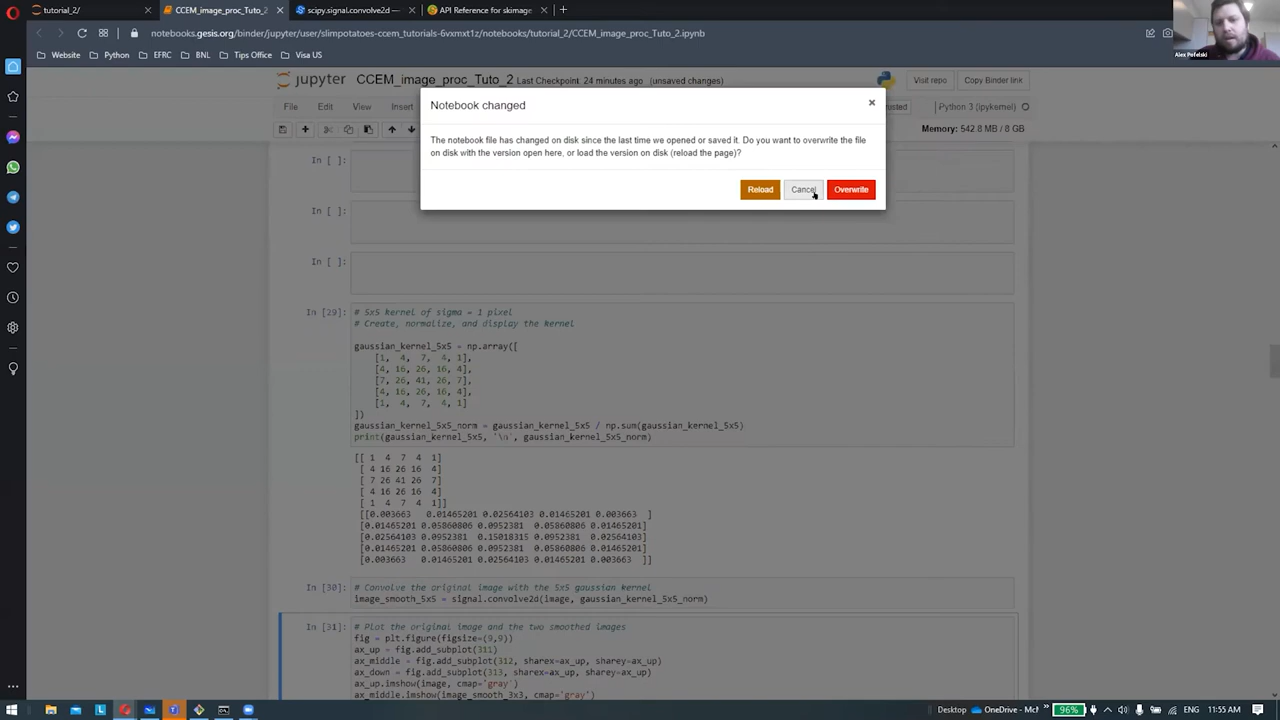 tutorial_2/
CCEM_image_proc_Tuto_2
scipy.signal.convolve2d —
API Reference for skimage
notebooks.gesis.org/binder/jupyter/user/slimpotatoes-ccem_tutorials-6vxmxt1z/notebooks/tutorial_2/CCEM_image_proc_Tuto_2.ipynb
Website
Python
EFRC
BNL
Tips Office
Visa US
Alex Pofelski
jupyter
CCEM_image_proc_Tuto_2 Last Checkpoint: 24 minutes ago (unsaved changes)
Visit repo
Copy Binder link
File
Edit
View
Insert
Python 3 (ipykernel)
Memory: 542.8 MB / 8 GB
Notebook changed
×
The notebook file has changed on disk since the last time we opened or saved it. Do you want to overwrite the file
on disk with the version open here, or load the version on disk (reload the page)?
Reload
Cancel
Overwrite
In [ ]:
In [ ]:
In [ ]:
In [29]:
# 5x5 kernel of sigma = 1 pixel
# Create, normalize, and display the kernel
gaussian_kernel_5x5 = np.array([
[1, 4, 7, 4, 1],
[4, 16, 26, 16, 4],
[7, 26, 41, 26, 7],
[4, 16, 26, 16, 4],
[1, 4, 7, 4, 1]
])
gaussian_kernel_5x5_norm = gaussian_kernel_5x5 / np.sum(gaussian_kernel_5x5)
print(gaussian_kernel_5x5, '\n', gaussian_kernel_5x5_norm)
[[ 1 4 7 4 1]
[ 4 16 26 16 4]
[ 7 26 41 26 7]
[ 4 16 26 16 4]
[ 1 4 7 4 1]]
[[0.003663 0.01465201 0.02564103 0.01465201 0.003663 ]
[0.01465201 0.05860806 0.0952381 0.05860806 0.01465201]
[0.02564103 0.0952381 0.15018315 0.0952381 0.02564103]
[0.01465201 0.05860806 0.0952381 0.05860806 0.01465201]
[0.003663 0.01465201 0.02564103 0.01465201 0.003663 ]]
In [30]:
# Convolve the original image with the 5x5 gaussian kernel
image_smooth_5x5 = signal.convolve2d(image, gaussian_kernel_5x5_norm)
In [31]:
# Plot the original image and the two smoothed images
fig = plt.figure(figsize=(9,9))
ax_up = fig.add_subplot(311)
ax_middle = fig.add_subplot(312, sharex=ax_up, sharey=ax_up)
ax_down = fig.add_subplot(313, sharex=ax_up, sharey=ax_up)
ax_up.imshow(image, cmap='gray')
ax_middle.imshow(image_smooth_3x3, cmap='gray')
Desktop
OneDrive - Mc
96%
11:55 AM